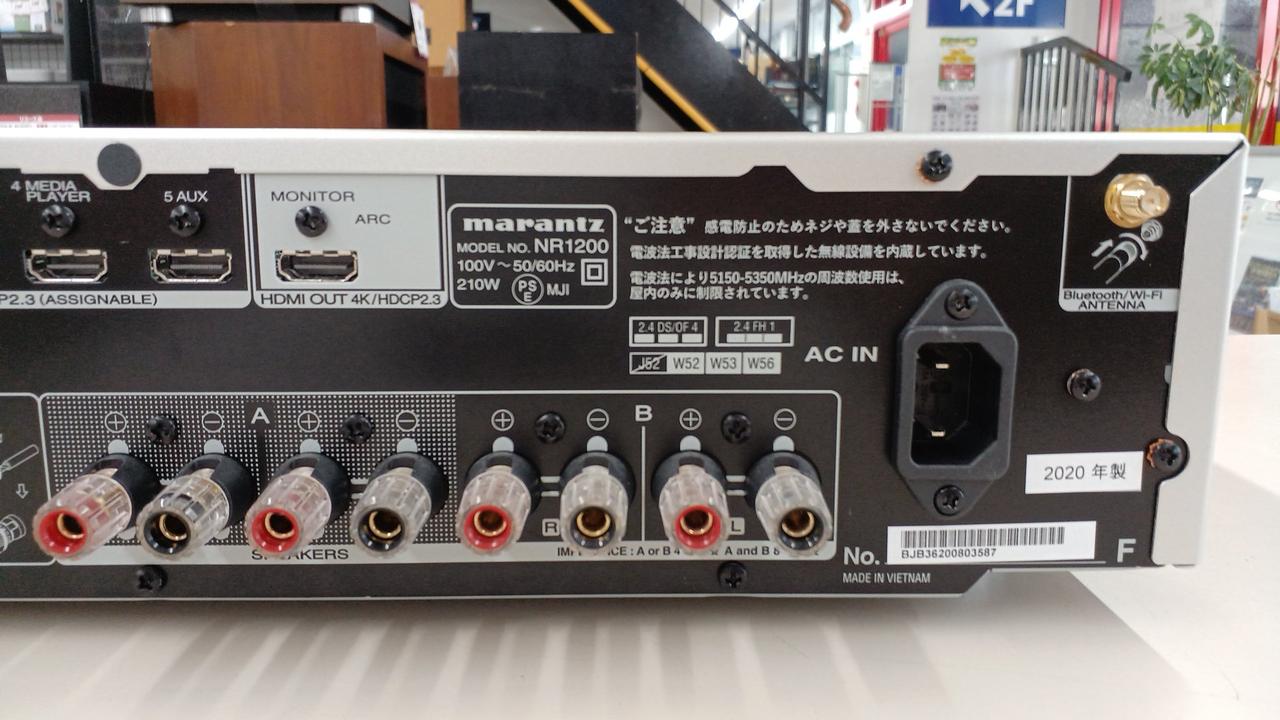 2F
4 MEDIA
PLAYER
5 AUX
MONITOR
ARC
P2.3 (ASSIGNABLE)
HDMI OUT 4K/HDCP2.3
marantz
MODEL NO. NR1200
100V～50/60Hz
210W
PS
E
MJI
“ご注意” 感電防止のためネジや蓋を外さないでください。
電波法工事設計認証を取得した無線設備を内蔵しています。
電波法により5150-5350MHzの周波数使用は、
屋内のみに制限されています。
2.4 DS/OF 4
2.4 FH 1
J52 W52 W53 W56
AC IN
Bluetooth/Wi-Fi
ANTENNA
A
B
⊕ ⊖ ⊕ ⊖ ⊕ ⊖ ⊕ ⊖
R
L
SPEAKERS
: A or B 4 A and B 8
2020 年製
No.
BJB36200803587
F
MADE IN VIETNAM